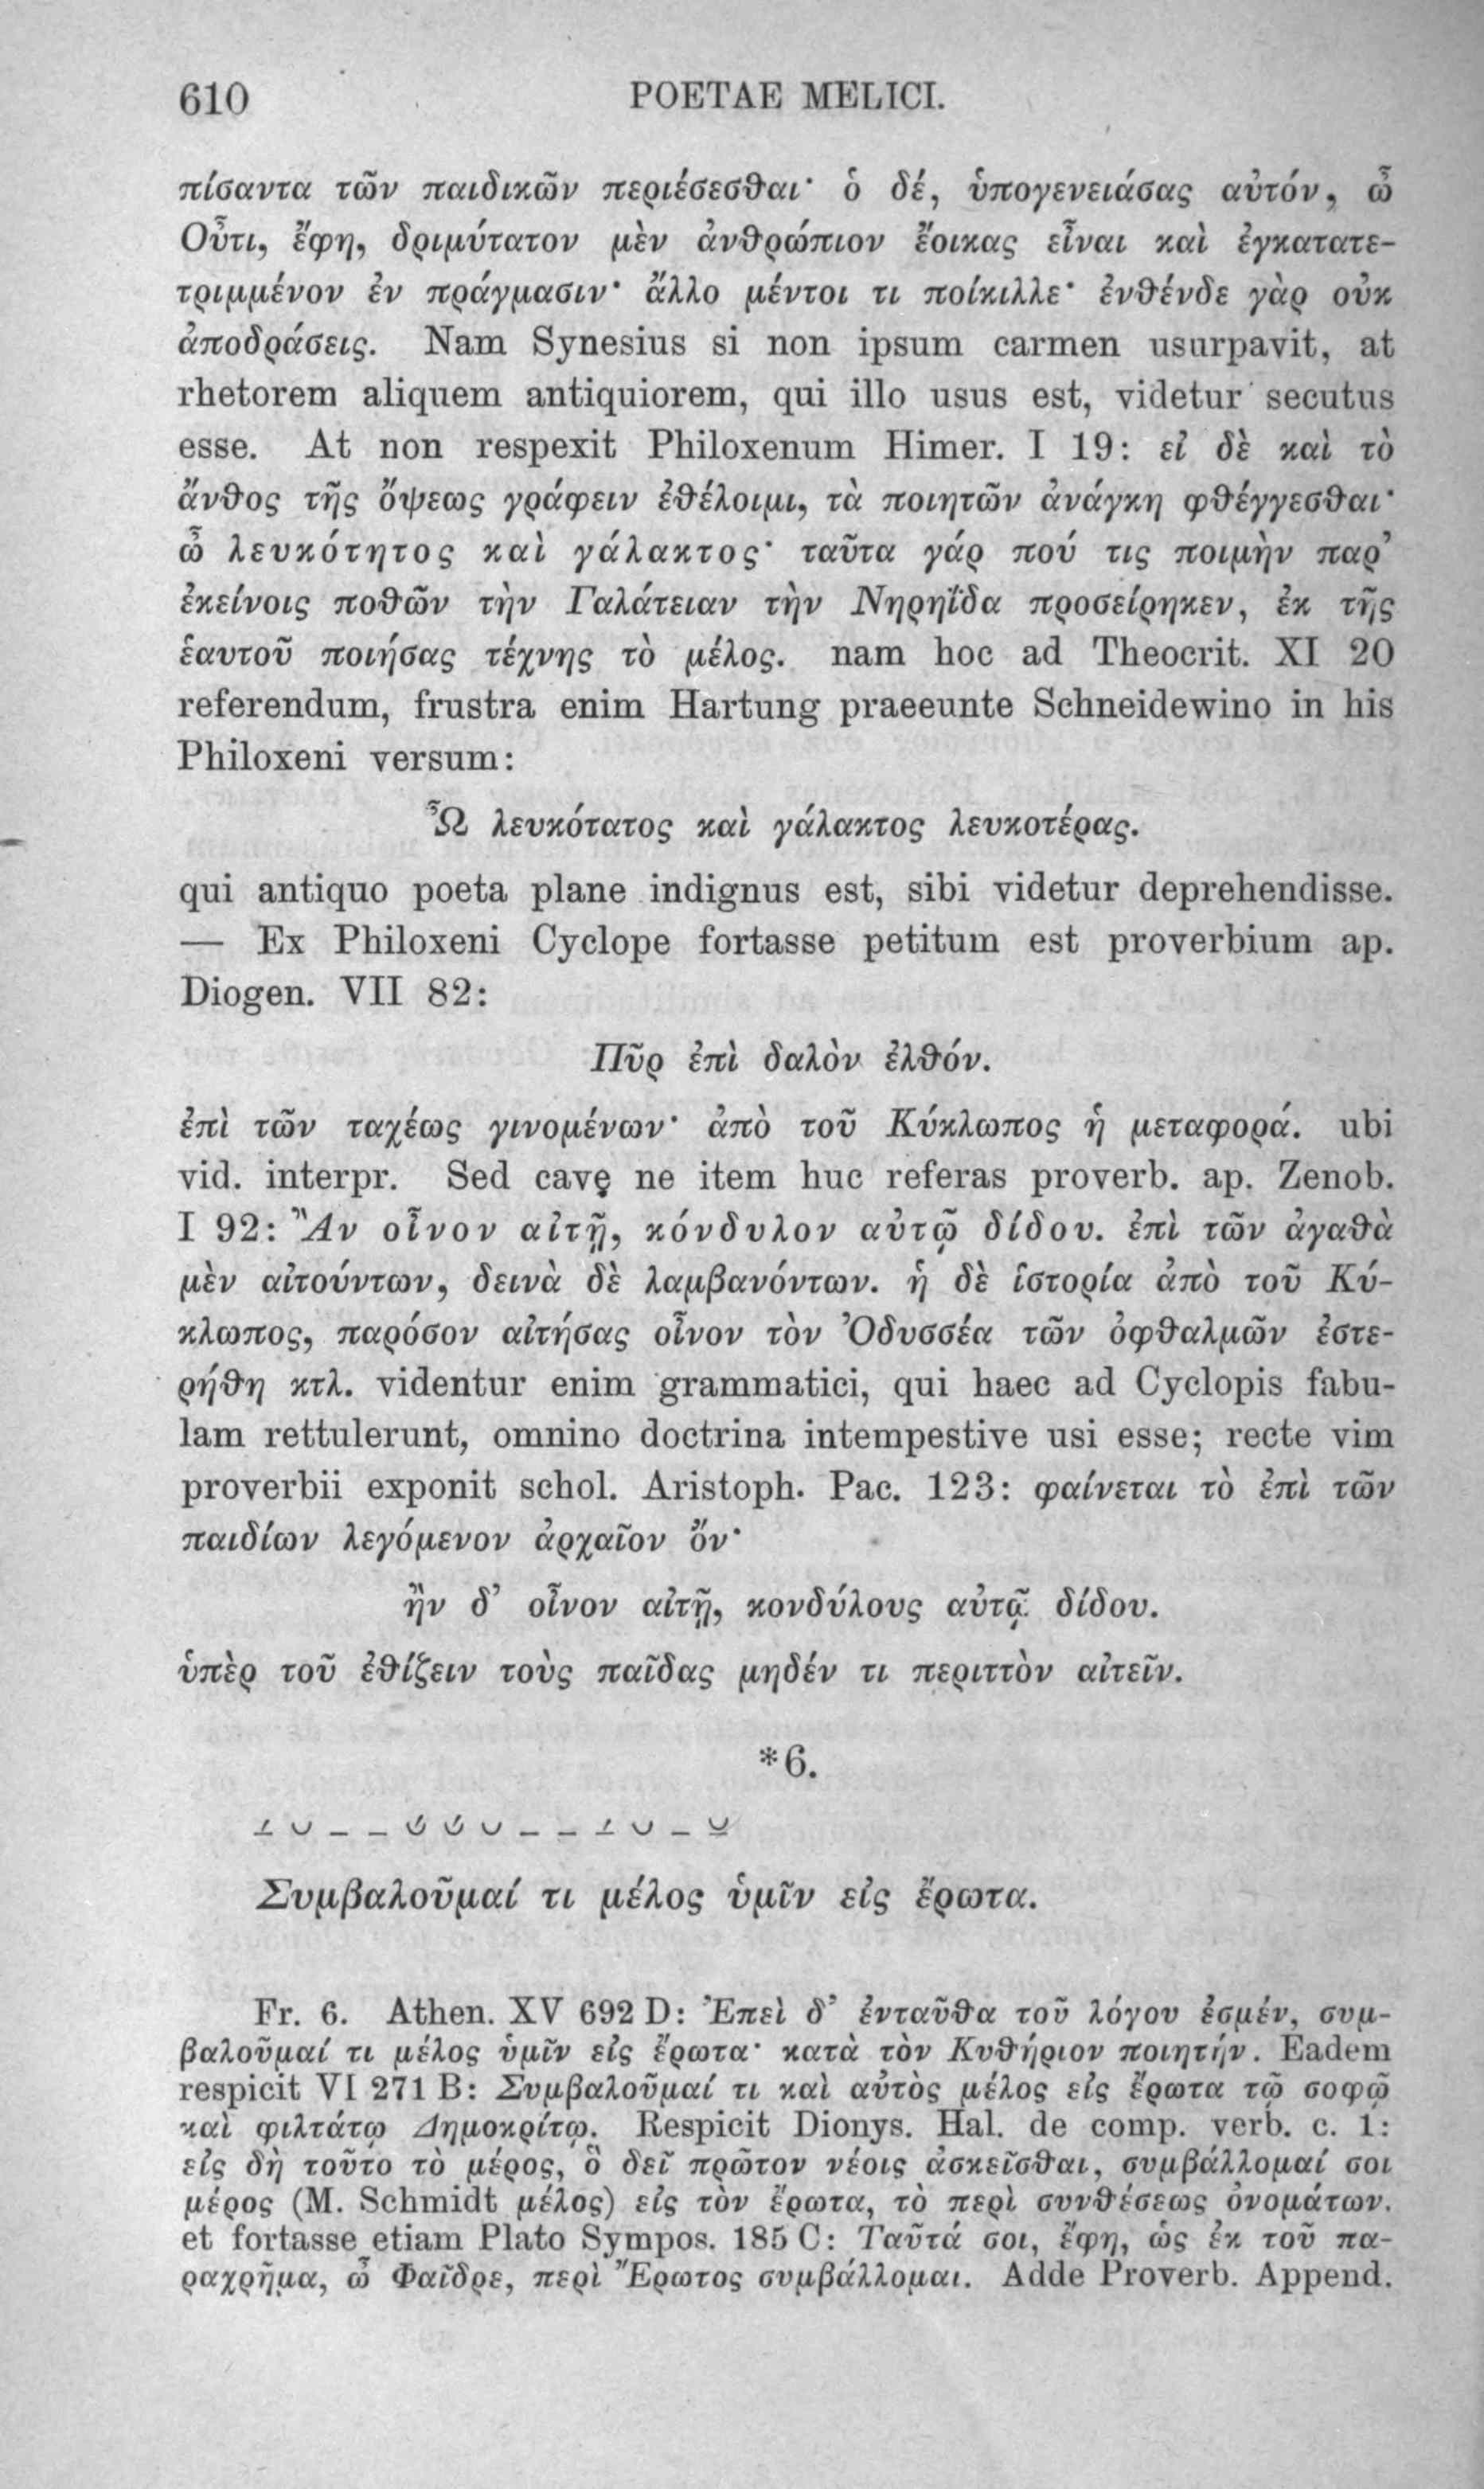 610 POETAE MELICI.
πίσαντα τῶν παιδικῶν περιέσεσθαι· ὁ δέ, ὑπογενειάσας αὐτόν, ὦ
Οὖτι, ἔφη, δριμύτατον μὲν ἀνθρώπιον ἔοικας εἶναι καὶ ἐγκατατε-
τριμμένον ἐν πράγμασιν· ἄλλο μέντοι τι ποίκιλλε· ἐνθένδε γὰρ οὐκ
ἀποδράσεις. Nam Synesius si non ipsum carmen usurpavit, at
rhetorem aliquem antiquiorem, qui illo usus est, videtur secutus
esse. At non respexit Philoxenum Himer. I 19: εἰ δὲ καὶ τὸ
ἄνθος τῆς ὄψεως γράφειν ἐθέλοιμι, τὰ ποιητῶν ἀνάγκη φθέγγεσθαι·
ὦ λευκότητος καὶ γάλακτος· ταῦτα γάρ πού τις ποιμὴν παρ’
ἐκείνοις ποθῶν τὴν Γαλάτειαν τὴν Νηρηΐδα προσείρηκεν, ἐκ τῆς
ἑαυτοῦ ποιήσας τέχνης τὸ μέλος. nam hoc ad Theocrit. XI 20
referendum, frustra enim Hartung praeeunte Schneidewino in his
Philoxeni versum:
Ὦ λευκότατος καὶ γάλακτος λευκοτέρας.
qui antiquo poeta plane indignus est, sibi videtur deprehendisse.
— Ex Philoxeni Cyclope fortasse petitum est proverbium ap.
Diogen. VII 82:
Πῦρ ἐπὶ δαλὸν ἐλθόν.
ἐπὶ τῶν ταχέως γινομένων· ἀπὸ τοῦ Κύκλωπος ἡ μεταφορά. ubi
vid. interpr. Sed cave ne item huc referas proverb. ap. Zenob.
I 92: Ἂν οἶνον αἰτῇ, κόνδυλον αὐτῷ δίδου. ἐπὶ τῶν ἀγαθὰ
μὲν αἰτούντων, δεινὰ δὲ λαμβανόντων. ἡ δὲ ἱστορία ἀπὸ τοῦ Κύ-
κλωπος, παρόσον αἰτήσας οἶνον τὸν Ὀδυσσέα τῶν ὀφθαλμῶν ἐστε-
ρήθη κτλ. videntur enim grammatici, qui haec ad Cyclopis fabu-
lam rettulerunt, omnino doctrina intempestive usi esse; recte vim
proverbii exponit schol. Aristoph. Pac. 123: φαίνεται τὸ ἐπὶ τῶν
παιδίων λεγόμενον ἀρχαῖον ὄν·
ἢν δ’ οἶνον αἰτῇ, κονδύλους αὐτῷ δίδου.
ὑπὲρ τοῦ ἐθίζειν τοὺς παῖδας μηδέν τι περιττὸν αἰτεῖν.
*6.
Συμβαλοῦμαί τι μέλος ὑμῖν εἰς ἔρωτα.
Fr. 6. Athen. XV 692 D: Ἐπεὶ δ’ ἐνταῦθα τοῦ λόγου ἐσμέν, συμ-
βαλοῦμαί τι μέλος ὑμῖν εἰς ἔρωτα· κατὰ τὸν Κυθήριον ποιητήν. Eadem
respicit VI 271 B: Συμβαλοῦμαί τι καὶ αὐτὸς μέλος εἰς ἔρωτα τῷ σοφῷ
καὶ φιλτάτῳ Δημοκρίτῳ. Respicit Dionys. Hal. de comp. verb. c. 1:
εἰς δὴ τοῦτο τὸ μέρος, ὃ δεῖ πρῶτον νέοις ἀσκεῖσθαι, συμβάλλομαί σοι
μέρος (M. Schmidt μέλος) εἰς τὸν ἔρωτα, τὸ περὶ συνθέσεως ὀνομάτων.
et fortasse etiam Plato Sympos. 185 C: Ταῦτά σοι, ἔφη, ὡς ἐκ τοῦ πα-
ραχρῆμα, ὦ Φαῖδρε, περὶ Ἔρωτος συμβάλλομαι. Adde Proverb. Append.